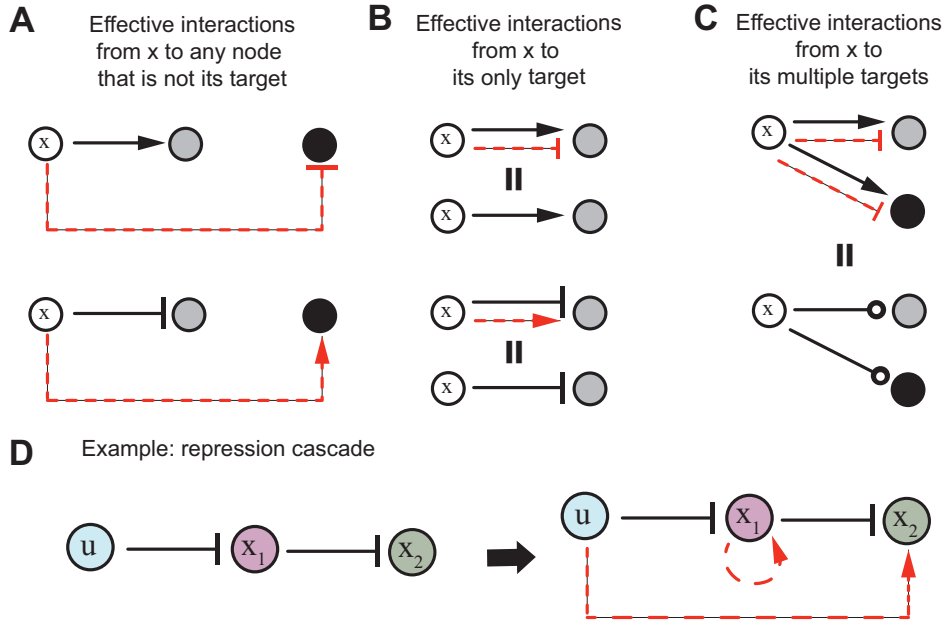 A
Effective interactions
from x to any node
that is not its target
x
x
B
Effective interactions
from x to
its only target
x
x
x
x
C
Effective interactions
from x to
its multiple targets
x
x
D
Example: repression cascade
u
x1
x2
u
x1
x2